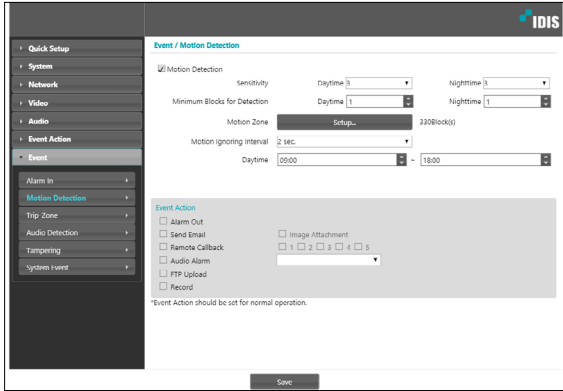 IDIS
Quick Setup
System
Network
Video
Audio
Event Action
Event
Alarm In
Motion Detection
Trip Zone
Audio Detection
Tampering
System Event
Event / Motion Detection
Motion Detection
Sensitivity Daytime 3 Nighttime 3
Minimum Blocks for Detection Daytime 1 Nighttime 1
Motion Zone Setup... 330Block(s)
Motion Ignoring Interval 2 sec.
Daytime 09:00 ~ 18:00
Event Action
Alarm Out
Send Email Image Attachment
Remote Callback 1 2 3 4 5
Audio Alarm
FTP Upload
Record
*Event Action should be set for normal operation.
Save